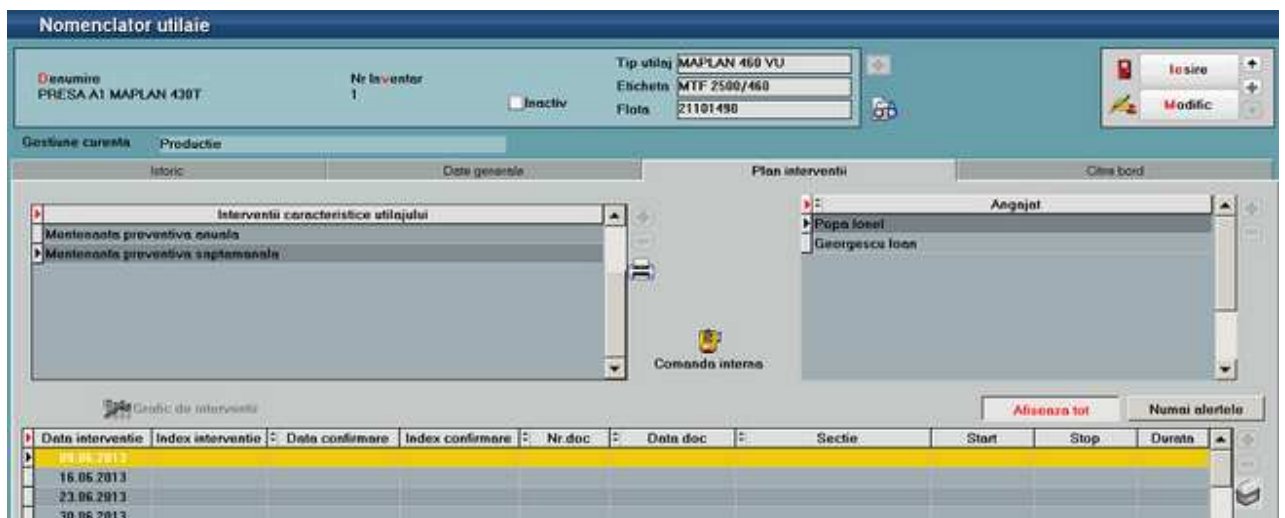 Nomenclator utilaje
Denumire
PRESA A1 MAPLAN 430T
Nr Inventar
1
Inactiv
Tip utilaj MAPLAN 460 VU
Eticheta MTF 2500/460
Flota 21101490
Iesire
Modific
Gestiune curenta Productie
Istoric Date generale Plan interventii Citire bord
Interventii caracteristice utilajului
Mentenanta preventiva anuala
Mentenanta preventiva saptamanala
Angajat
Popa Ionel
Georgescu Ioan
Comanda interna
Grafic de interventii
Afiseaza tot Numai alertele
Data interventie Index interventie Data confirmare Index confirmare Nr.doc Data doc Sectie Start Stop Durata
09.06.2013
16.06.2013
23.06.2013
30.06.2013